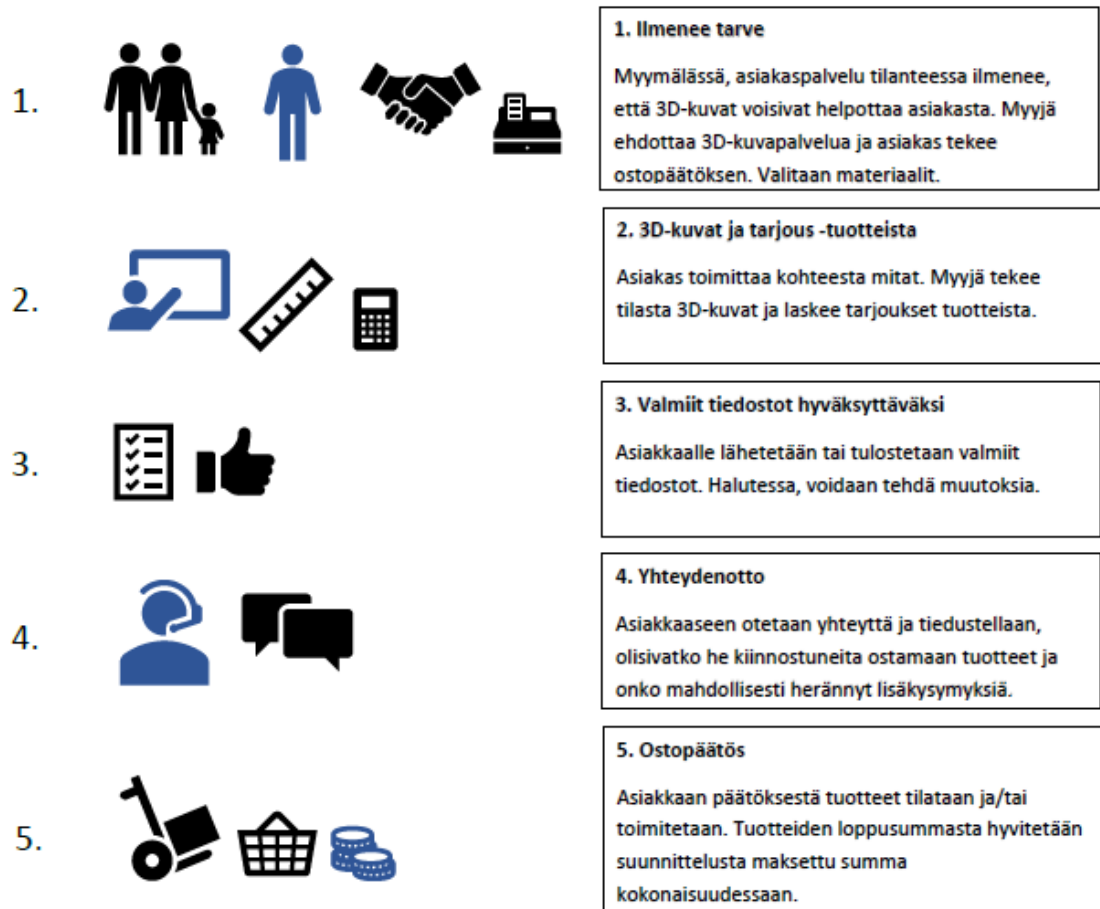 1.
1. Ilmenee tarve
Myymälässä, asiakaspalvelu tilanteessa ilmenee,
että 3D-kuvat voisivat helpottaa asiakasta. Myyjä
ehdottaa 3D-kuvapalvelua ja asiakas tekee
ostopäätöksen. Valitaan materiaalit.
2.
2. 3D-kuvat ja tarjous -tuotteista
Asiakas toimittaa kohteesta mitat. Myyjä tekee
tilasta 3D-kuvat ja laskee tarjoukset tuotteista.
3.
3. Valmiit tiedostot hyväksyttäväksi
Asiakkaalle lähetetään tai tulostetaan valmiit
tiedostot. Halutessa, voidaan tehdä muutoksia.
4.
4. Yhteydenotto
Asiakkaaseen otetaan yhteyttä ja tiedustellaan,
olisivatko he kiinnostuneita ostamaan tuotteet ja
onko mahdollisesti herännyt lisäkysymyksiä.
5.
5. Ostopäätös
Asiakkaan päätöksestä tuotteet tilataan ja/tai
toimitetaan. Tuotteiden loppusummasta hyvitetään
suunnittelusta maksettu summa
kokonaisuudessaan.